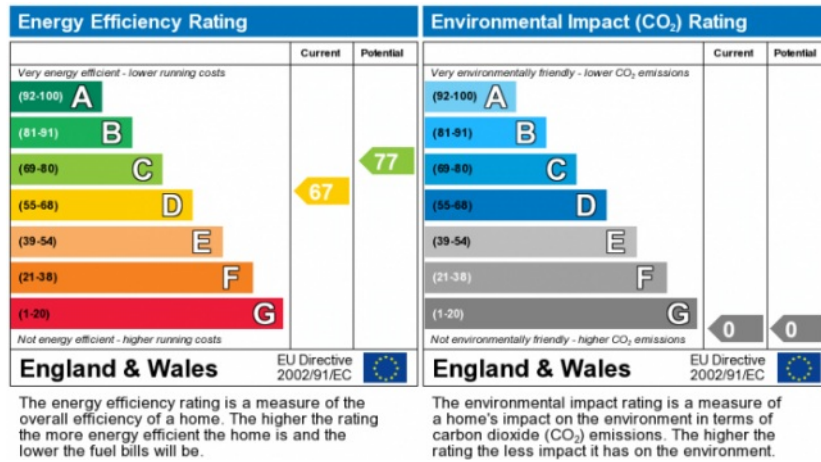 Energy Efficiency Rating
Current Potential
Very energy efficient - lower running costs
(92-100) A
(81-91) B
(69-80) C
77
(55-68) D
67
(39-54) E
(21-38) F
(1-20) G
Not energy efficient - higher running costs
England & Wales
EU Directive
2002/91/EC
The energy efficiency rating is a measure of the
overall efficiency of a home. The higher the rating
the more energy efficient the home is and the
lower the fuel bills will be.
Environmental Impact (CO₂) Rating
Current Potential
Very environmentally friendly - lower CO₂ emissions
(92-100) A
(81-91) B
(69-80) C
(55-68) D
(39-54) E
(21-38) F
(1-20) G
0 0
Not environmentally friendly - higher CO₂ emissions
England & Wales
EU Directive
2002/91/EC
The environmental impact rating is a measure of
a home's impact on the environment in terms of
carbon dioxide (CO₂) emissions. The higher the
rating the less impact it has on the environment.